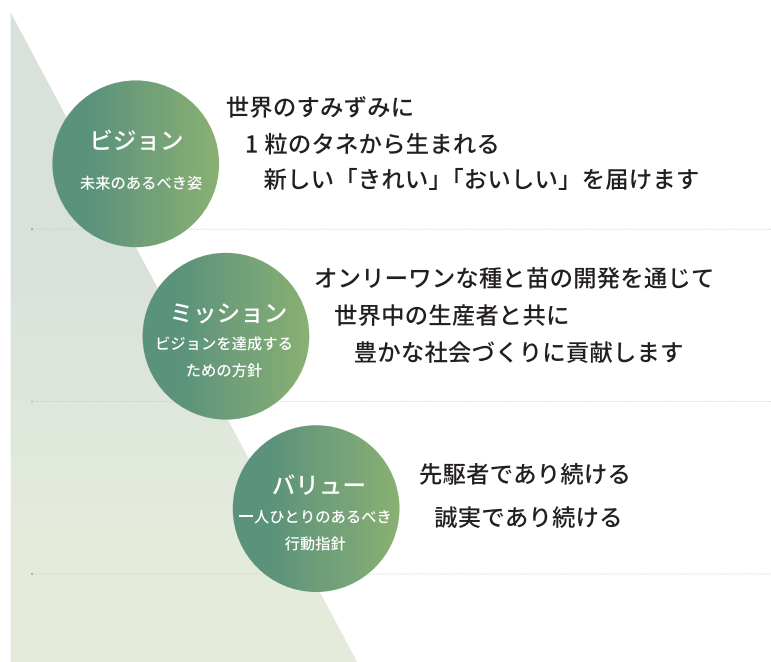 ビジョン
未来のあるべき姿
世界のすみずみに
1粒のタネから生まれる
新しい「きれい」「おいしい」を届けます
ミッション
ビジョンを達成する
ための方針
オンリーワンな種と苗の開発を通じて
世界中の生産者と共に
豊かな社会づくりに貢献します
バリュー
一人ひとりのあるべき
行動指針
先駆者であり続ける
誠実であり続ける